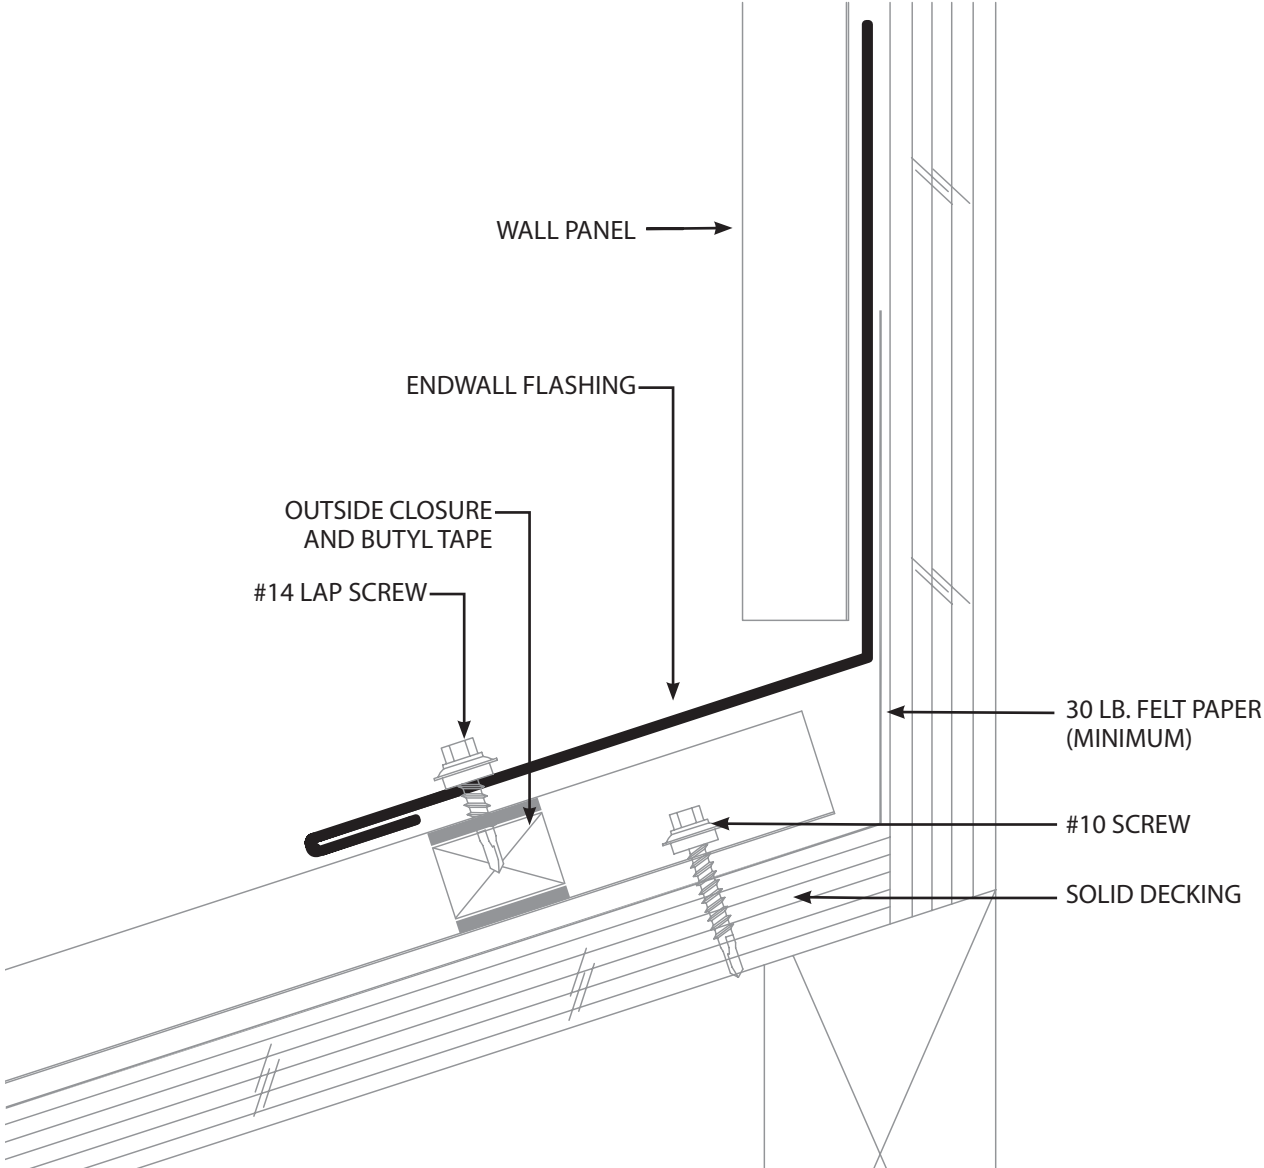 WALL PANEL
ENDWALL FLASHING
OUTSIDE CLOSURE
AND BUTYL TAPE
#14 LAP SCREW
30 LB. FELT PAPER
(MINIMUM)
#10 SCREW
SOLID DECKING